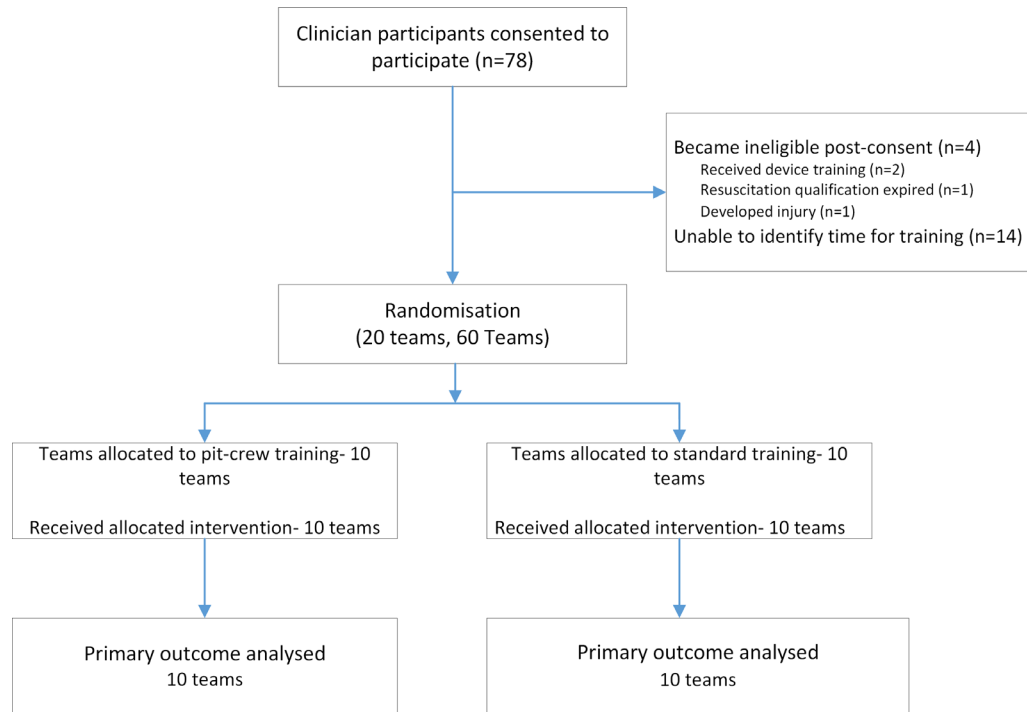 Clinician participants consented to
participate (n=78)
Became ineligible post-consent (n=4)
Received device training (n=2)
Resuscitation qualification expired (n=1)
Developed injury (n=1)
Unable to identify time for training (n=14)
Randomisation
(20 teams, 60 Teams)
Teams allocated to pit-crew training- 10
teams
Received allocated intervention- 10 teams
Teams allocated to standard training- 10
teams
Received allocated intervention- 10 teams
Primary outcome analysed
10 teams
Primary outcome analysed
10 teams